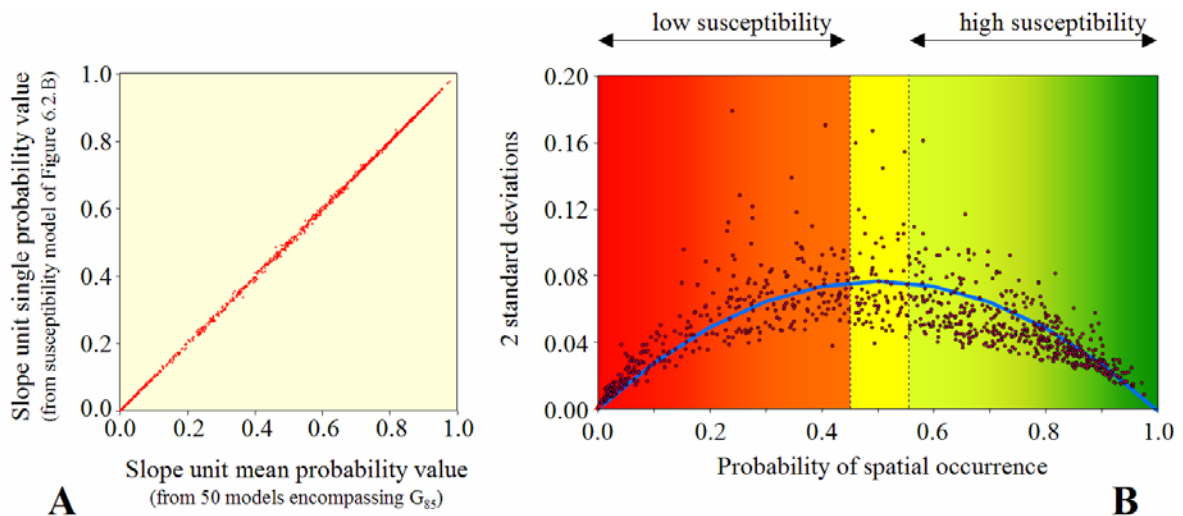 Slope unit single probability value
(from susceptibility model of Figure 6.2.B)
1.0
0.8
0.6
0.4
0.2
0.0
0.0 0.2 0.4 0.6 0.8 1.0
Slope unit mean probability value
(from 50 models encompassing G85)
A
low susceptibility
high susceptibility
2 standard deviations
0.20
0.16
0.12
0.08
0.04
0.00
0.0 0.2 0.4 0.6 0.8 1.0
Probability of spatial occurrence
B